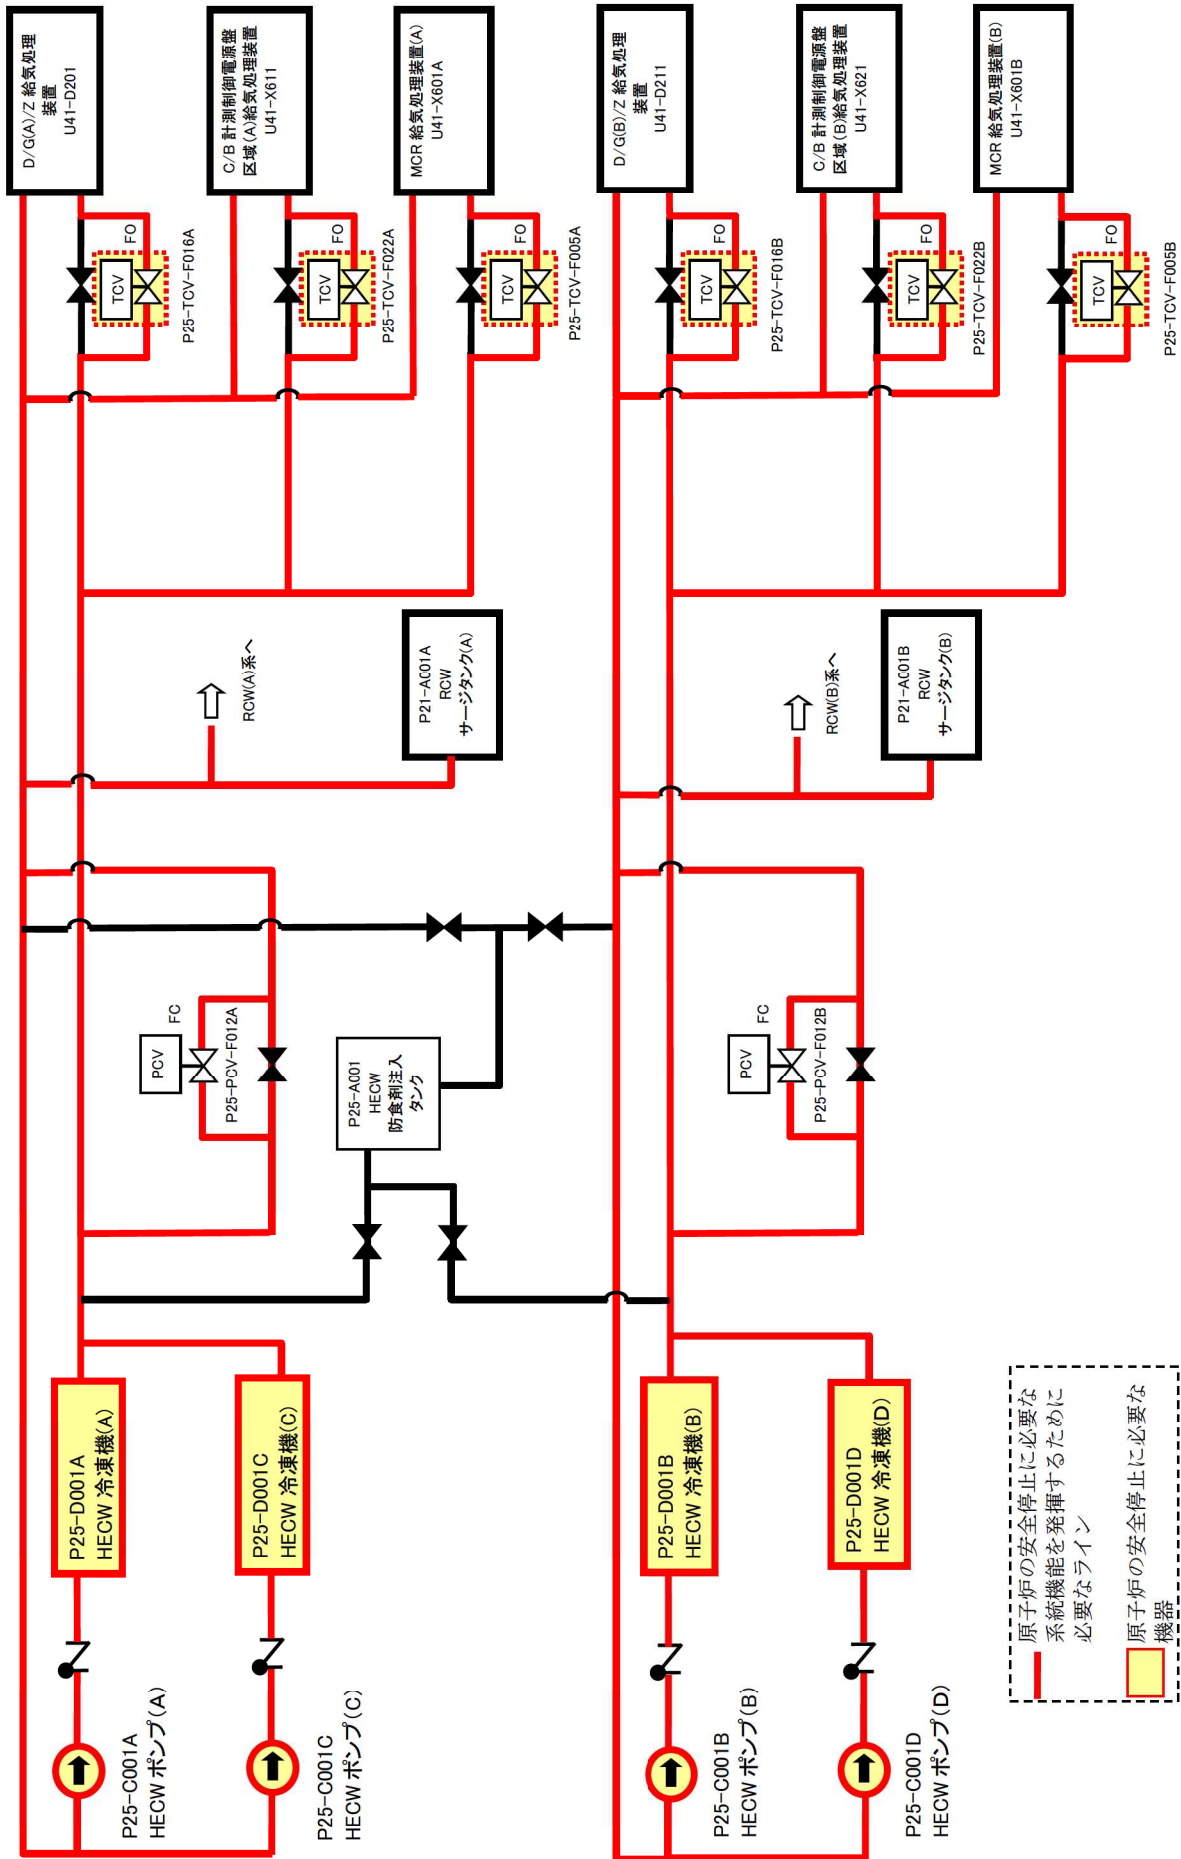 D/G(A)/Z 給気処理
装置
U41-D201
C/B 計測制御電源盤
区域(A)給気処理装置
U41-X611
MCR 給気処理装置(A)
U41-X601A
D/G(B)/Z 給気処理
装置
U41-D211
C/B 計測制御電源盤
区域(B)給気処理装置
U41-X621
MCR 給気処理装置(B)
U41-X601B
TCV
FO
P25-TCV-F016A
TCV
FO
P25-TCV-F022A
TCV
FO
P25-TCV-F005A
TCV
FO
P25-TCV-F016B
TCV
FO
P25-TCV-F022B
TCV
FO
P25-TCV-F005B
RCW(A)系へ
P21-A001A
RCW
サージタンク(A)
RCW(B)系へ
P21-A001B
RCW
サージタンク(B)
PCV
FC
P25-PCV-F012A
P25-A001
HECW
防食剤注入
タンク
PCV
FC
P25-PCV-F012B
P25-D001A
HECW 冷凍機(A)
P25-D001C
HECW 冷凍機(C)
P25-D001B
HECW 冷凍機(B)
P25-D001D
HECW 冷凍機(D)
P25-C001A
HECW ポンプ(A)
P25-C001C
HECW ポンプ(C)
P25-C001B
HECW ポンプ(B)
P25-C001D
HECW ポンプ(D)
原子炉の安全停止に必要な
系統機能を発揮するために
必要なライン
原子炉の安全停止に必要な
機器